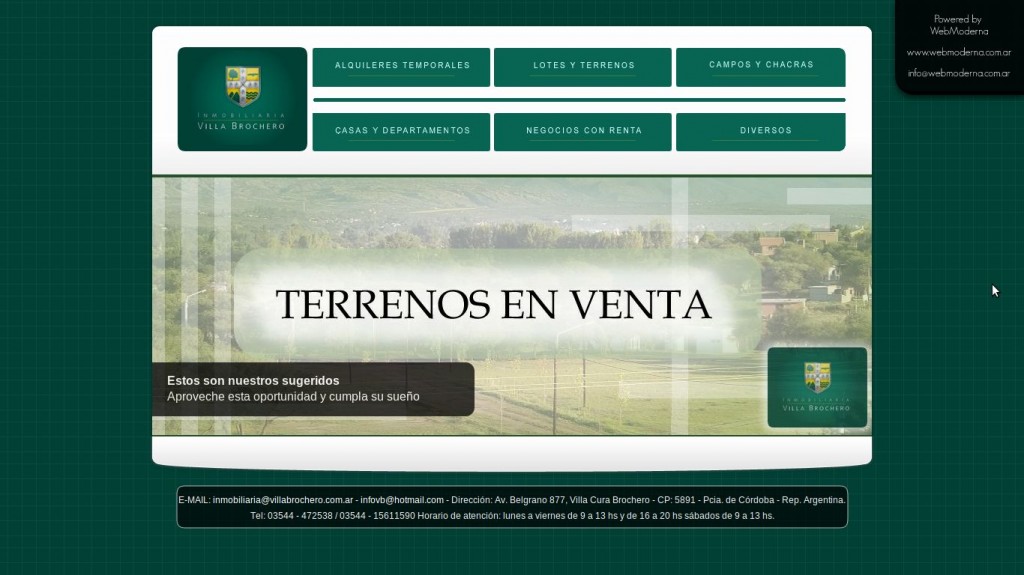 Powered by
WebModerna
www.webmoderna.com.ar
info@webmoderna.com.ar
ALQUILERES TEMPORALES
LOTES Y TERRENOS
CAMPOS Y CHACRAS
INMOBILIARIA
VILLA BROCHERO
CASAS Y DEPARTAMENTOS
NEGOCIOS CON RENTA
DIVERSOS
TERRENOS EN VENTA
Estos son nuestros sugeridos
Aproveche esta oportunidad y cumpla su sueño
INMOBILIARIA
VILLA BROCHERO
E-MAIL: inmobiliaria@villabrochero.com.ar - infovb@hotmail.com - Dirección: Av. Belgrano 877, Villa Cura Brochero - CP: 5891 - Pcia. de Córdoba - Rep. Argentina.
Tel: 03544 - 472538 / 03544 - 15611590 Horario de atención: lunes a viernes de 9 a 13 hs y de 16 a 20 hs sábados de 9 a 13 hs.